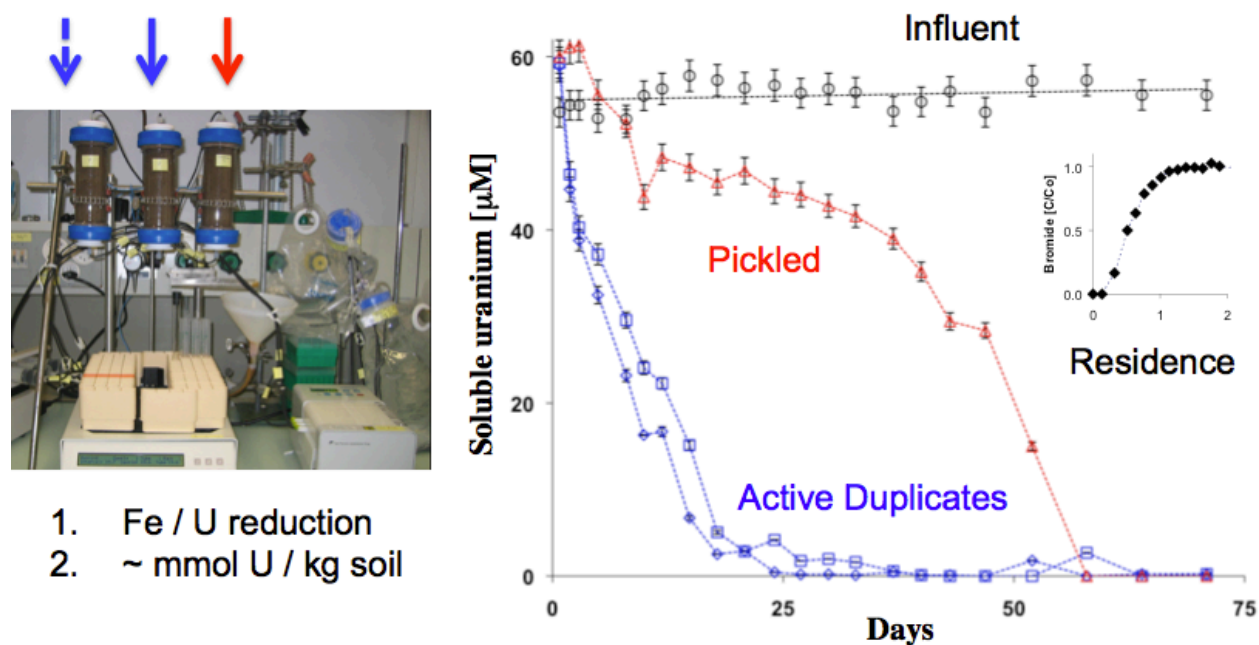 1. Fe / U reduction
2. ~ mmol U / kg soil
Soluble uranium [μM]
60
40
20
0
0
25
50
75
Days
Influent
Pickled
Active Duplicates
Bromide [C/Co]
1.0
0.5
0.0
0
1
2
Residence